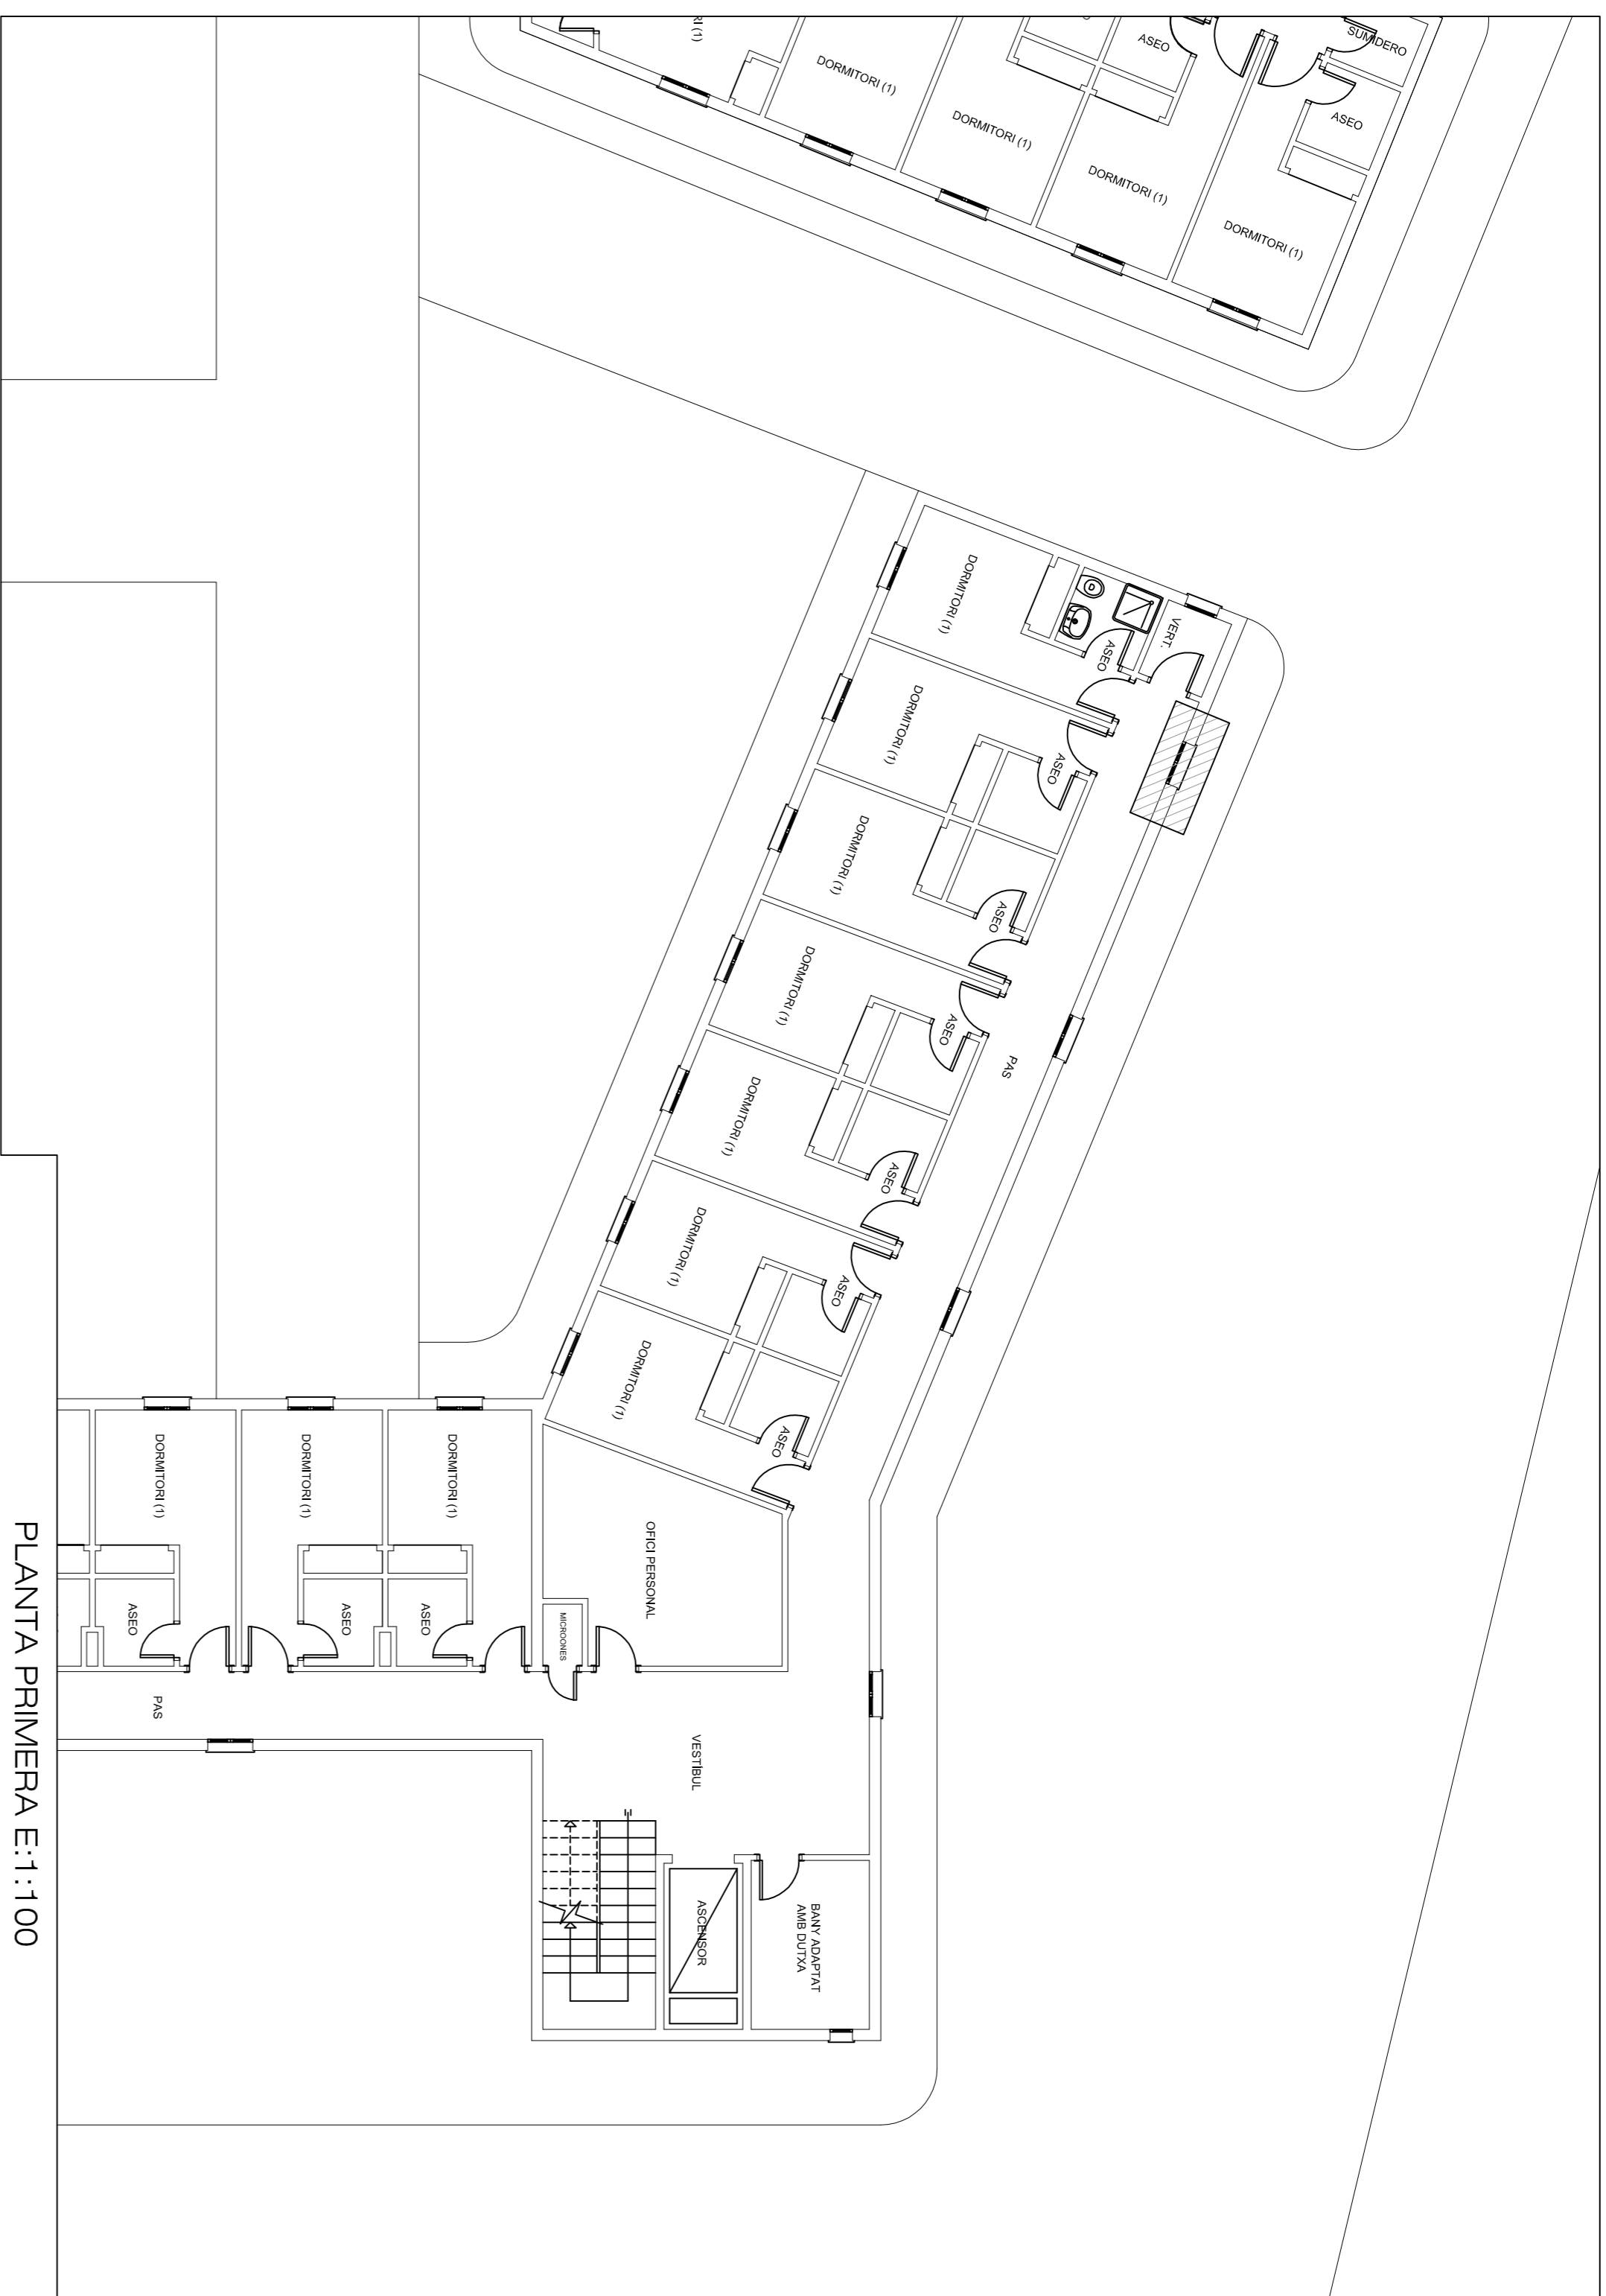 RI (1)
DORMITORI (1)
DORMITORI (1)
DORMITORI (1)
DORMITORI (1)
ASEO
SUMIDERO
ASEO
DORMITORI (1)
ASEO
VERT.
DORMITORI (1)
ASEO
DORMITORI (1)
ASEO
DORMITORI (1)
ASEO
PAS
DORMITORI (1)
ASEO
DORMITORI (1)
ASEO
DORMITORI (1)
ASEO
OFICI PERSONAL
MICROONES
DORMITORI (1)
DORMITORI (1)
DORMITORI (1)
ASEO
ASEO
ASEO
PAS
VESTÍBUL
ASCENSOR
BANY ADAPTAT
AMB DUTXA
PLANTA PRIMERA E:1:100